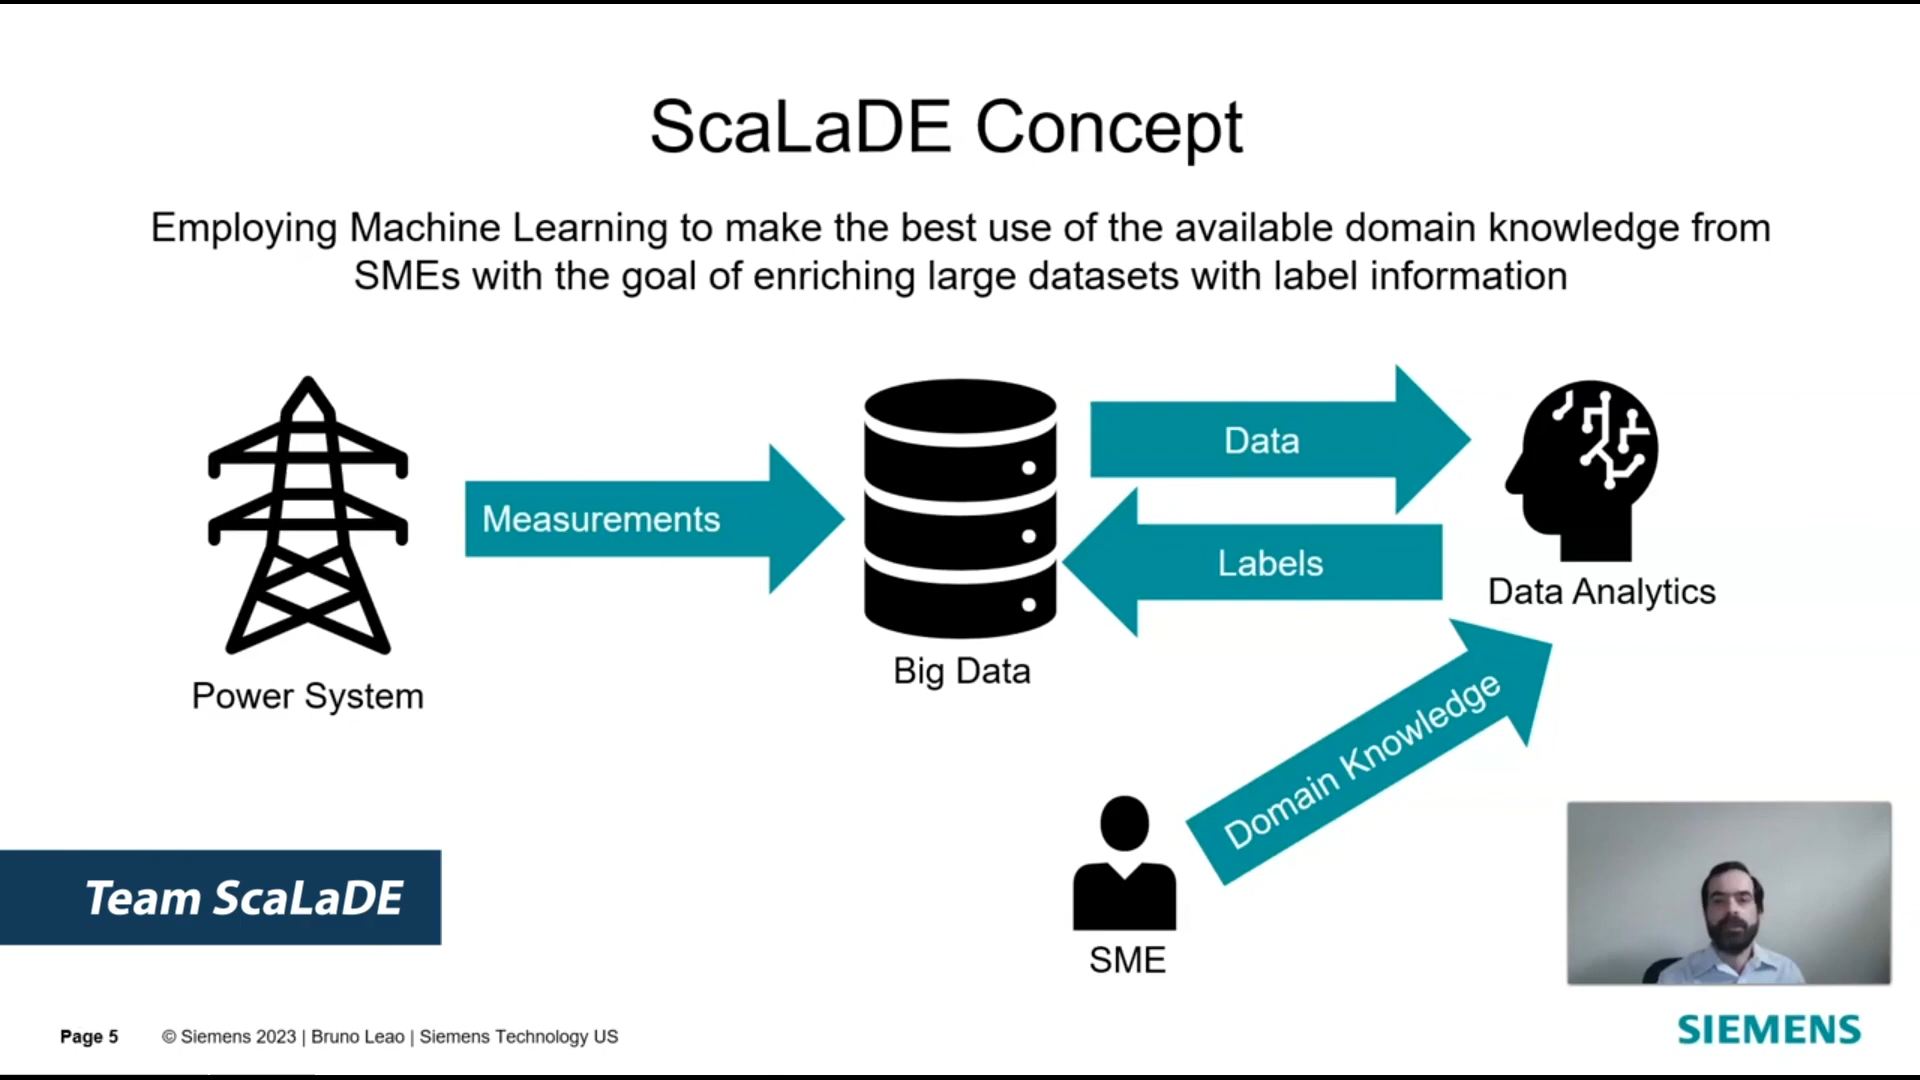 ScaLaDE Concept
Employing Machine Learning to make the best use of the available domain knowledge from
SMEs with the goal of enriching large datasets with label information
Measurements
Data
Labels
Data Analytics
Big Data
Power System
Domain Knowledge
Team ScaLaDE
SME
Page 5
© Siemens 2023 | Bruno Leao | Siemens Technology US
SIEMENS